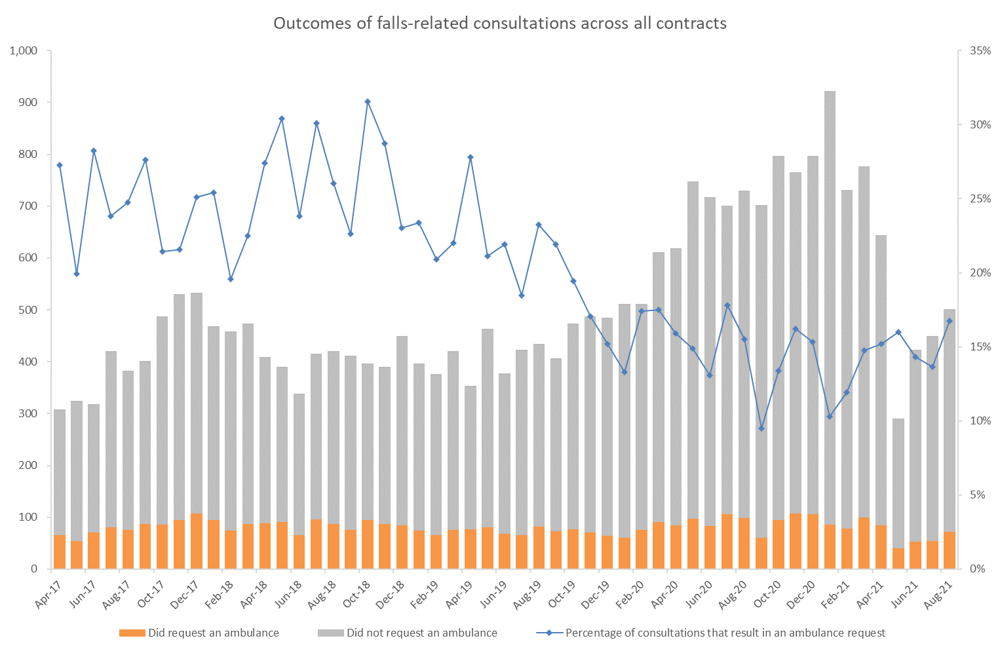 Outcomes of falls-related consultations across all contracts
1,000
900
800
700
600
500
400
300
200
100
0
35%
30%
25%
20%
15%
10%
5%
0%
Apr-17
Jun-17
Aug-17
Oct-17
Dec-17
Feb-18
Apr-18
Jun-18
Aug-18
Oct-18
Dec-18
Feb-19
Apr-19
Jun-19
Aug-19
Oct-19
Dec-19
Feb-20
Apr-20
Jun-20
Aug-20
Oct-20
Dec-20
Feb-21
Apr-21
Jun-21
Aug-21
Did request an ambulance
Did not request an ambulance
Percentage of consultations that result in an ambulance request